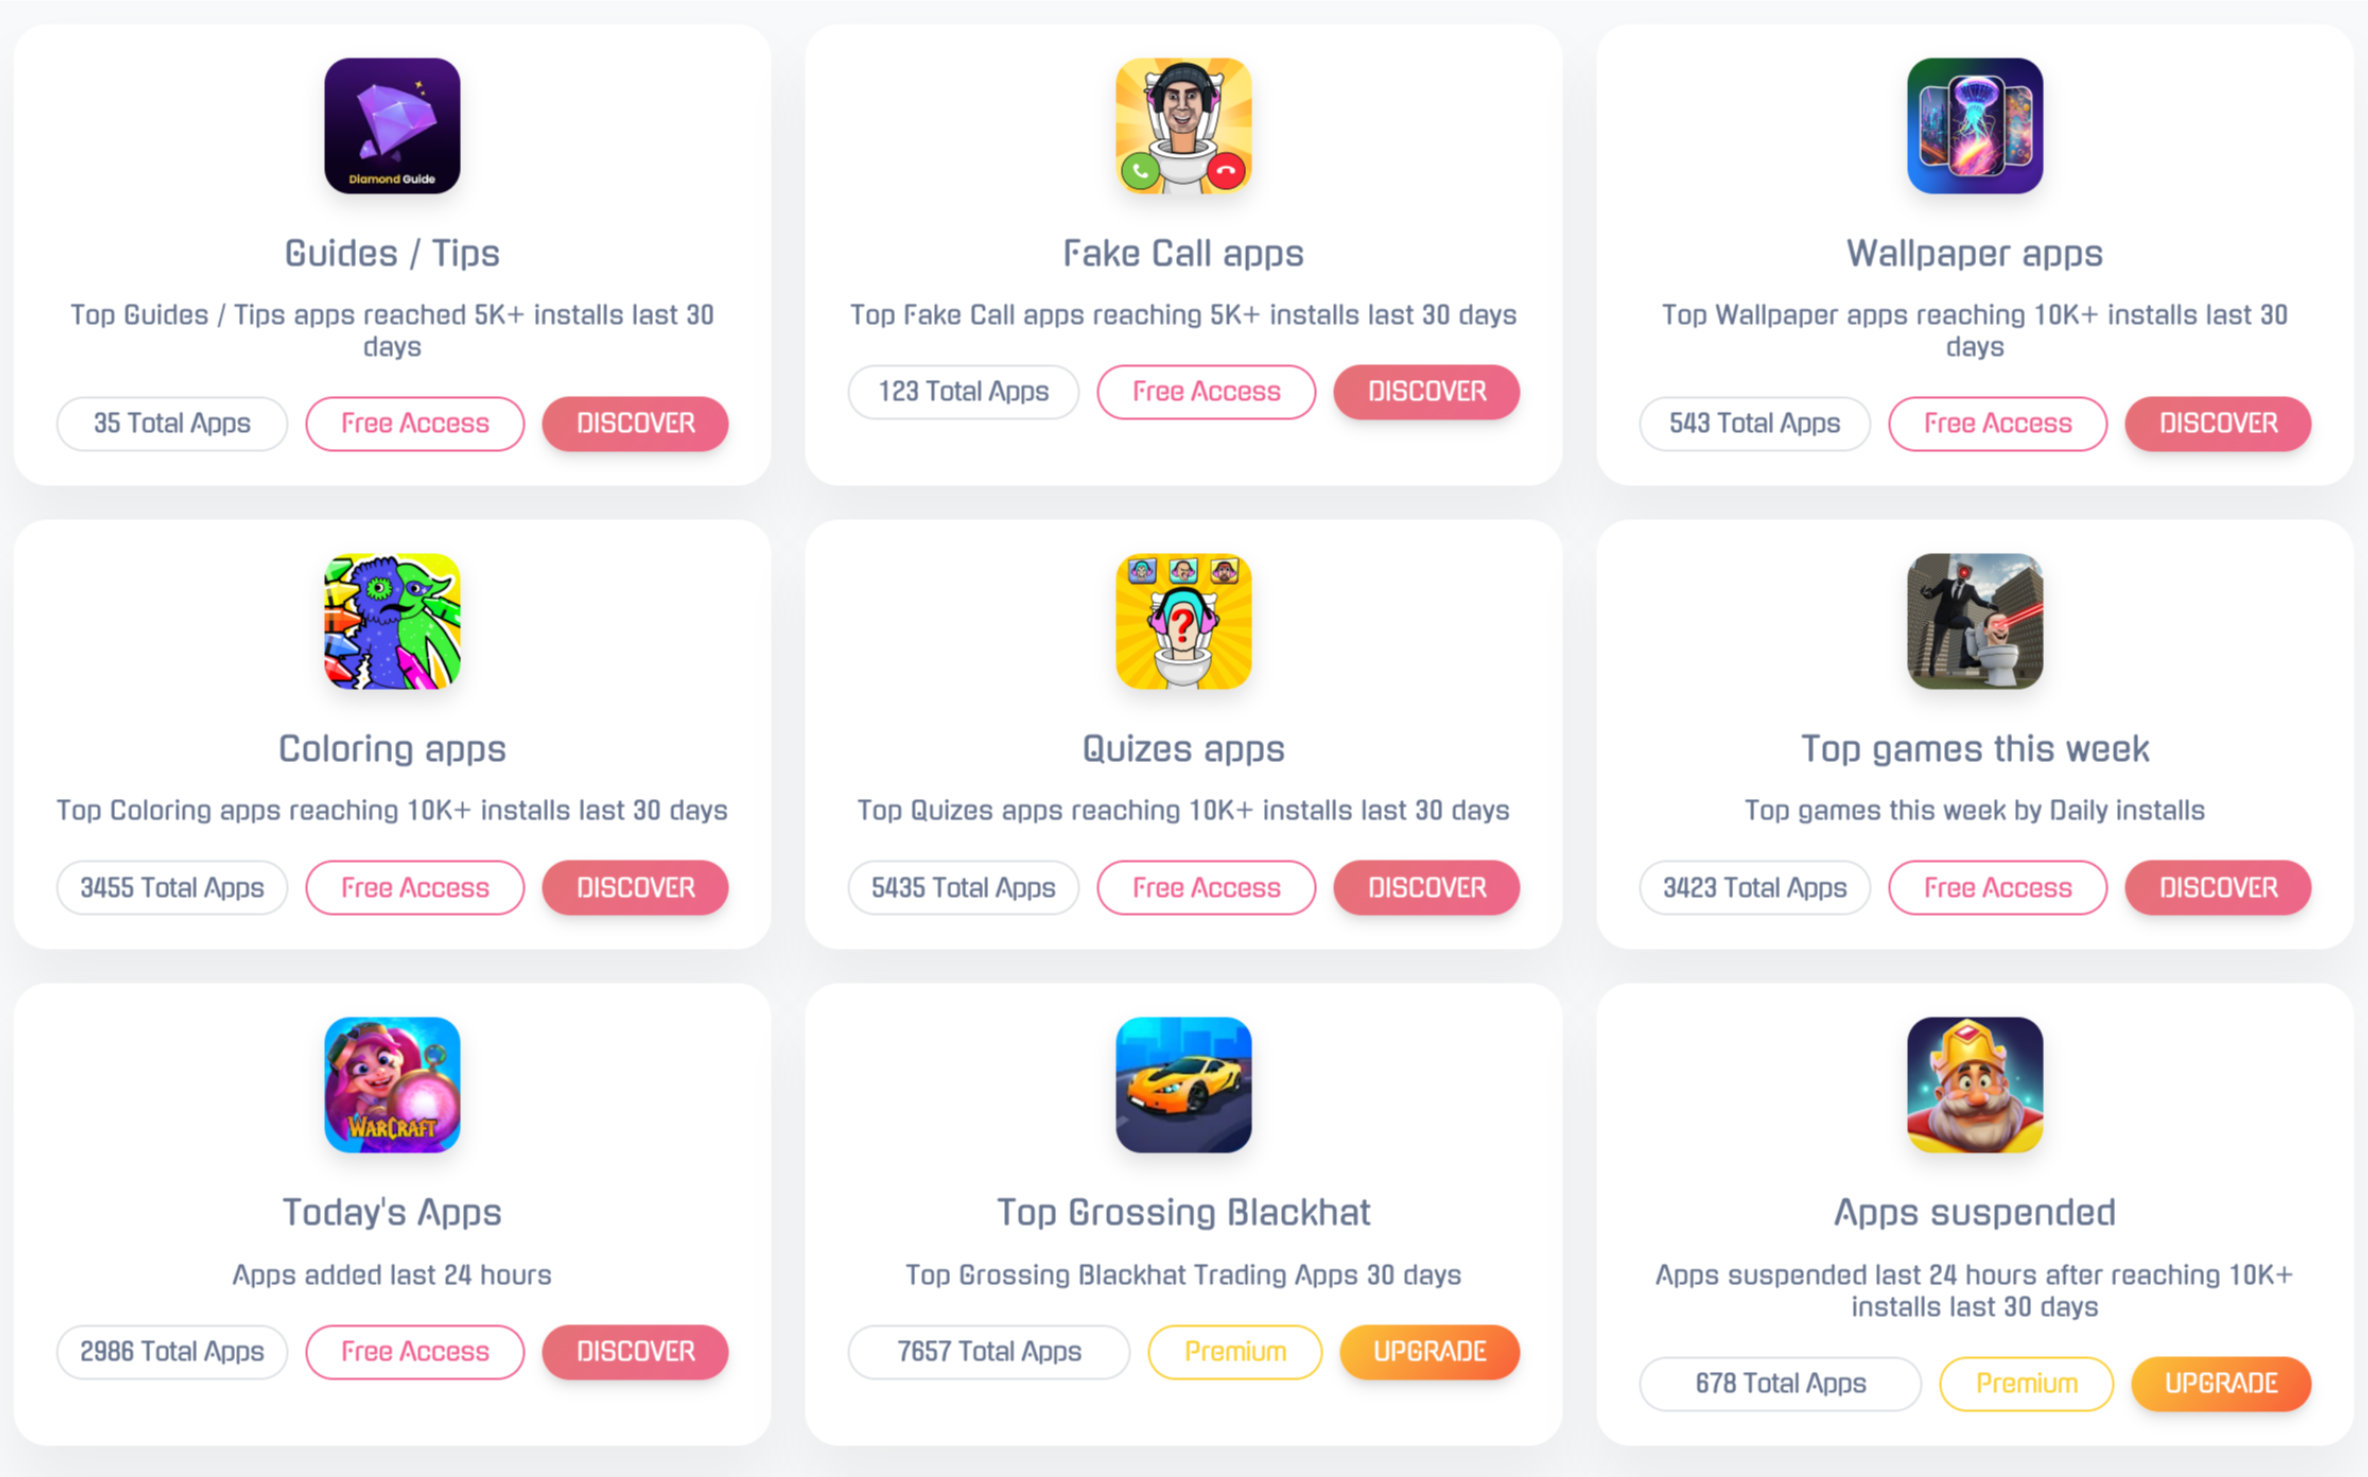 Diamond Guide
Guides / Tips
Top Guides / Tips apps reached 5K+ installs last 30
days
35 Total Apps
Free Access
DISCOVER
Fake Call apps
Top Fake Call apps reaching 5K+ installs last 30 days
123 Total Apps
Free Access
DISCOVER
Wallpaper apps
Top Wallpaper apps reaching 10K+ installs last 30
days
543 Total Apps
Free Access
DISCOVER
Coloring apps
Top Coloring apps reaching 10K+ installs last 30 days
3455 Total Apps
Free Access
DISCOVER
?
Quizes apps
Top Quizes apps reaching 10K+ installs last 30 days
5435 Total Apps
Free Access
DISCOVER
Top games this week
Top games this week by Daily installs
3423 Total Apps
Free Access
DISCOVER
WARCRAFT
Today's Apps
Apps added last 24 hours
2986 Total Apps
Free Access
DISCOVER
Top Grossing Blackhat
Top Grossing Blackhat Trading Apps 30 days
7657 Total Apps
Premium
UPGRADE
Apps suspended
Apps suspended last 24 hours after reaching 10K+
installs last 30 days
678 Total Apps
Premium
UPGRADE